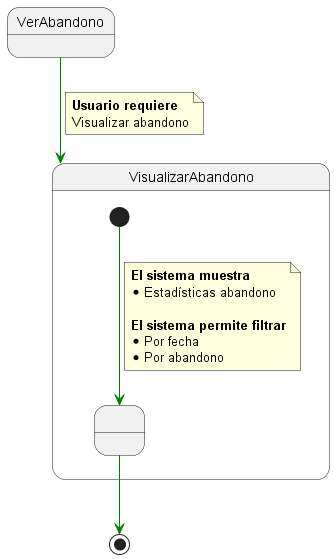 VerAbandono
Usuario requiere
Visualizar abandono
VisualizarAbandono
El sistema muestra
• Estadísticas abandono
El sistema permite filtrar
• Por fecha
• Por abandono